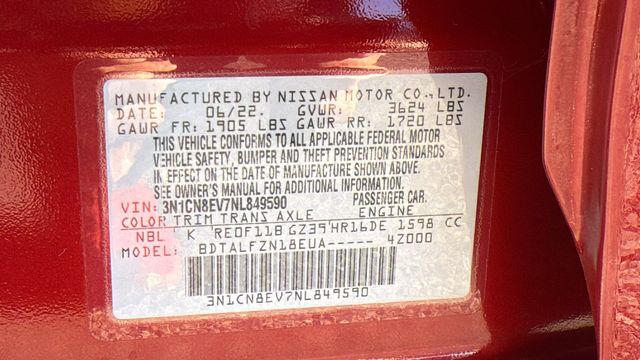 MANUFACTURED BY NISSAN MOTOR CO.,LTD.
DATE: 06/22. GVWR: 3624 LBS
GAWR FR: 1905 LBS GAWR RR: 1720 LBS
THIS VEHICLE CONFORMS TO ALL APPLICABLE FEDERAL MOTOR
VEHICLE SAFETY, BUMPER AND THEFT PREVENTION STANDARDS
IN EFFECT ON THE DATE OF MANUFACTURE SHOWN ABOVE.
SEE OWNER'S MANUAL FOR ADDITIONAL INFORMATION.
VIN: 3N1CN8EV7NL849590 PASSENGER CAR.
COLOR TRIM TRANS AXLE ENGINE
NBL K RE0F11B GZ39 HR16DE 1598 CC
MODEL: BDTALFZN18EUA----- 4Z000
3N1CN8EV7NL849590